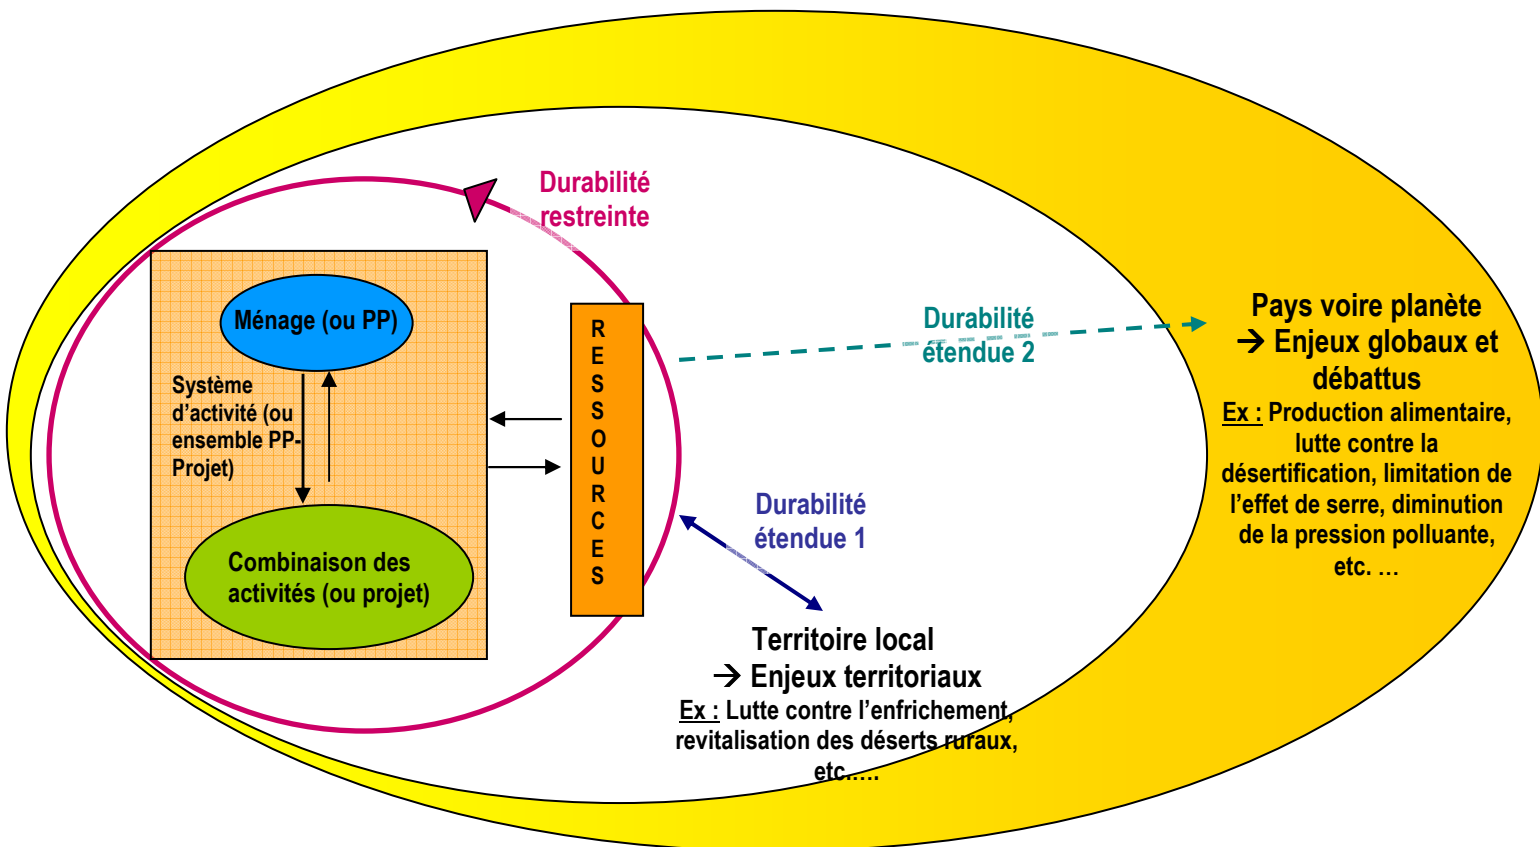 Durabilité
restreinte
Ménage (ou PP)
Système
d'activité (ou
ensemble PP-
Projet)
Combinaison des
activités (ou projet)
R
E
S
S
O
U
R
C
E
S
Durabilité
étendue 2
Durabilité
étendue 1
Territoire local
→ Enjeux territoriaux
Ex : Lutte contre l’enfrichement,
revitalisation des déserts ruraux,
etc.….
Pays voire planète
→ Enjeux globaux et
débattus
Ex : Production alimentaire,
lutte contre la
désertification, limitation de
l’effet de serre, diminution
de la pression polluante,
etc. …